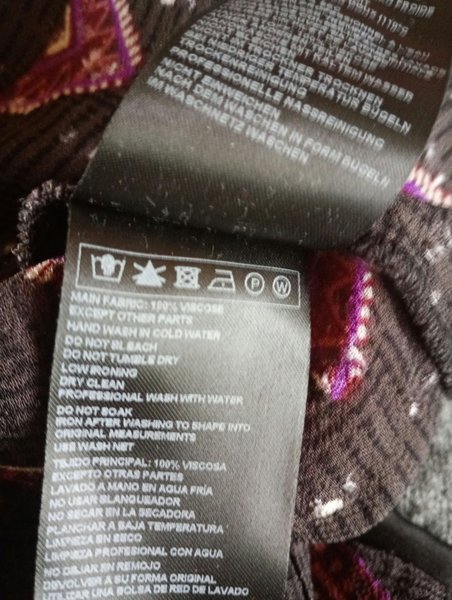 TROCKENREINIGUNG
PROFESSIONELLE NASSREINIGUNG
NICHT EINWEICHEN
NACH DEM WASCHEN IN FORM BÜGELN
IM WASCHNETZ WASCHEN
P W
MAIN FABRIC: 100% VISCOSE
EXCEPT OTHER PARTS
HAND WASH IN COLD WATER
DO NOT BLEACH
DO NOT TUMBLE DRY
LOW IRONING
DRY CLEAN
PROFESSIONAL WASH WITH WATER
DO NOT SOAK
IRON AFTER WASHING TO SHAPE INTO
ORIGINAL MEASUREMENTS
USE WASH NET
TEJIDO PRINCIPAL: 100% VISCOSA
EXCEPTO OTRAS PARTES
LAVADO A MANO EN AGUA FRÍA
NO USAR BLANQUEADOR
NO SECAR EN LA SECADORA
PLANCHAR A BAJA TEMPERATURA
LIMPIEZA EN SECO
LIMPIEZA PROFESIONAL CON AGUA
NO DEJAR EN REMOJO
DEVOLVER A SU FORMA ORIGINAL
UTILIZAR UNA BOLSA DE RED DE LAVADO